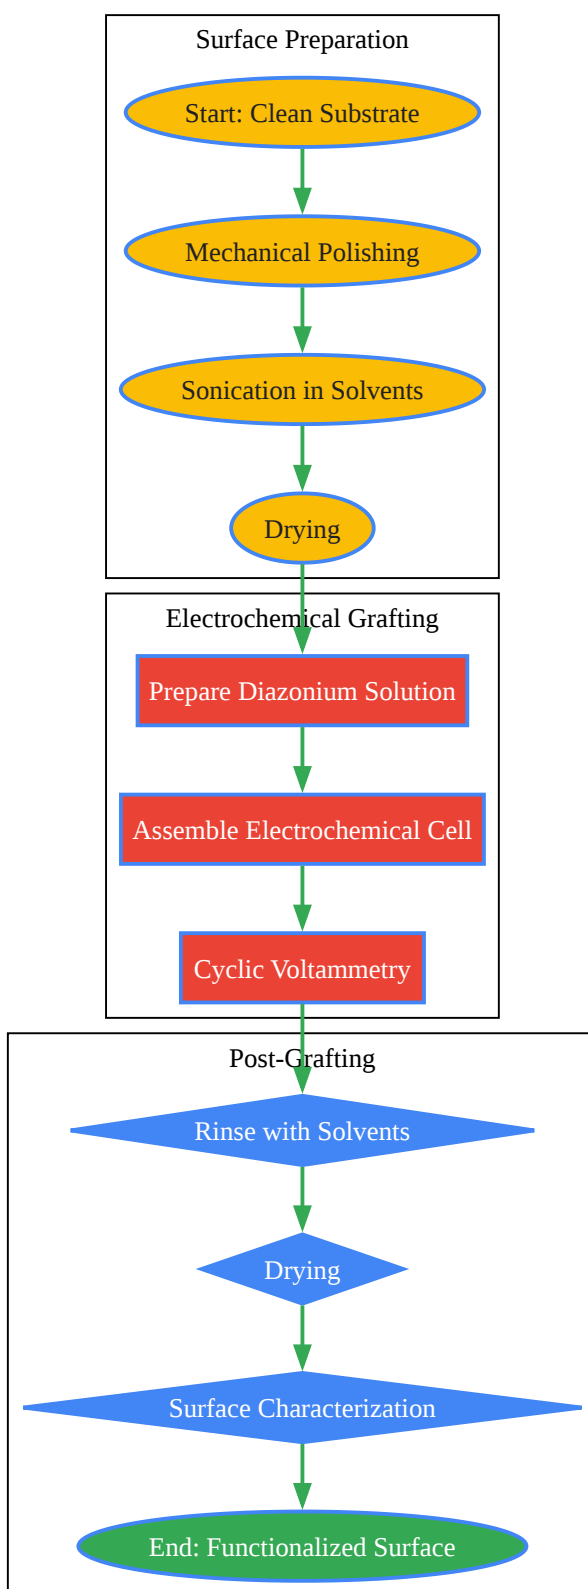 Surface Preparation
Start: Clean Substrate
Mechanical Polishing
Sonication in Solvents
Drying
Electrochemical Grafting
Prepare Diazonium Solution
Assemble Electrochemical Cell
Cyclic Voltammetry
Post-Grafting
Rinse with Solvents
Drying
Surface Characterization
End: Functionalized Surface